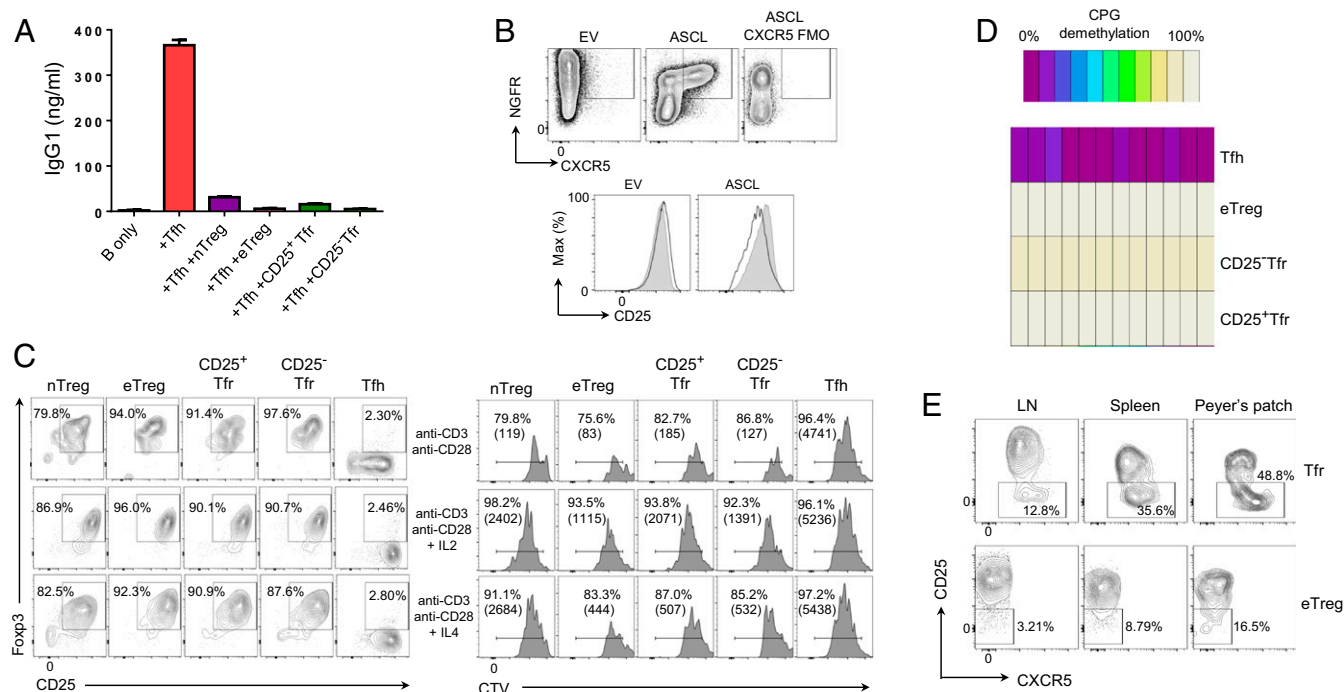 A
IgG1 (ng/ml)
400
300
200
100
0
B only
+Tfh
+Tfh +nTreg
+Tfh +eTreg
+Tfh +CD25+ Tfr
+Tfh +CD25- Tfr
B
EV
ASCL
ASCL
CXCR5 FMO
NGFR
0
0
CXCR5
EV
ASCL
Max (%)
100
0
0
CD25
D
CPG
0% demethylation 100%
Tfh
eTreg
CD25-Tfr
CD25+Tfr
C
nTreg eTreg CD25+ Tfr CD25- Tfr Tfh
79.8% 94.0% 91.4% 97.6% 2.30%
86.9% 96.0% 90.1% 90.7% 2.46%
82.5% 92.3% 90.9% 87.6% 2.80%
Foxp3
0
0
CD25
anti-CD3
anti-CD28
anti-CD3
anti-CD28
+ IL2
anti-CD3
anti-CD28
+ IL4
nTreg eTreg CD25+ Tfr CD25- Tfr Tfh
79.8% 75.6% 82.7% 86.8% 96.4%
(119) (83) (185) (127) (4741)
98.2% 93.5% 93.8% 92.3% 96.1%
(2402) (1115) (2071) (1391) (5236)
91.1% 83.3% 87.0% 85.2% 97.2%
(2684) (444) (507) (532) (5438)
0
CTV
E
LN Spleen Peyer's patch
12.8% 35.6% 48.8%
Tfr
0
0
3.21% 8.79% 16.5%
eTreg
0
0
CD25
CXCR5